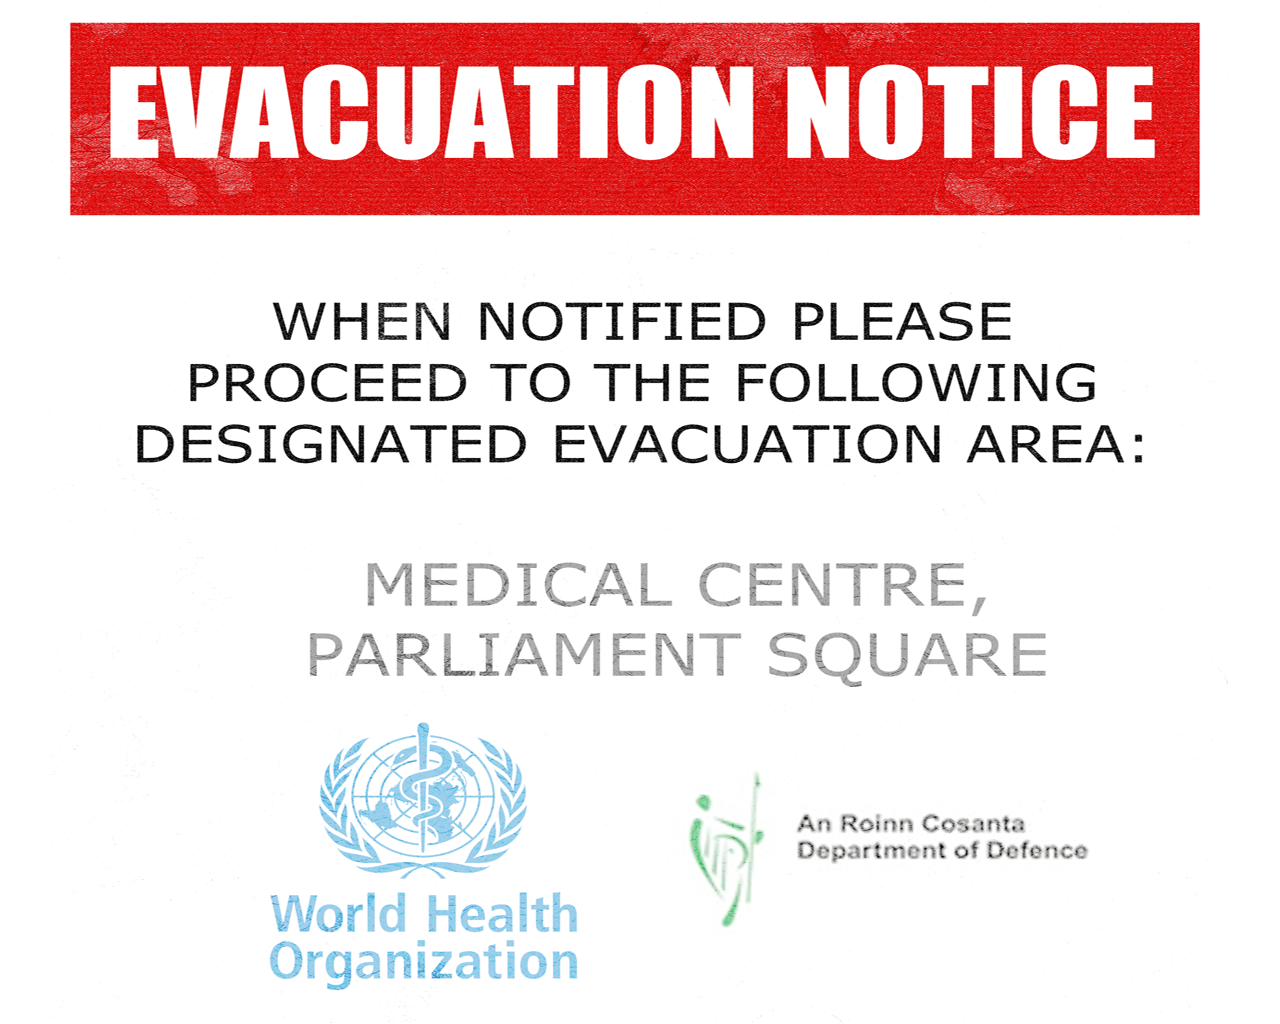 EVACUATION NOTICE
WHEN NOTIFIED PLEASE
PROCEED TO THE FOLLOWING
DESIGNATED EVACUATION AREA:
MEDICAL CENTRE,
PARLIAMENT SQUARE
World Health
Organization
An Roinn Cosanta
Department of Defence